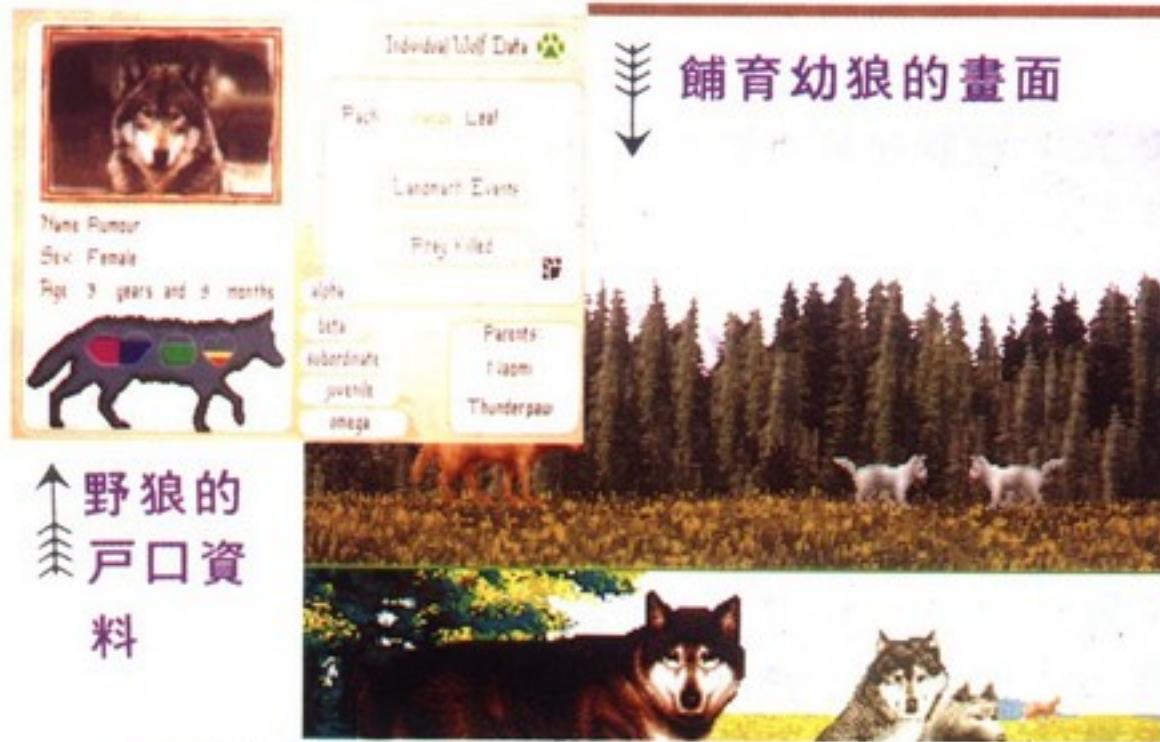 Individual Wolf Data
Pack Leaf
Landmark Events
Prey Killed
Name Rumour
Sex: Female
Age 3 years and 9 months
alpha
beta
subordinate
juvenile
omega
Parents:
Naomi
Thunderpaw
餔育幼狼的畫面
野狼的
戶口資
料